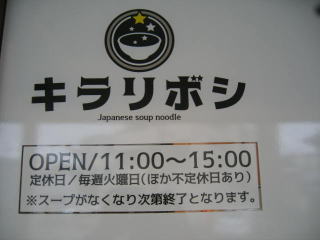 キラリボシ
Japanese soup noodle
OPEN/11:00〜15:00
定休日/毎週火曜日(ほか不定休日あり)
※スープがなくなり次第終了となります。